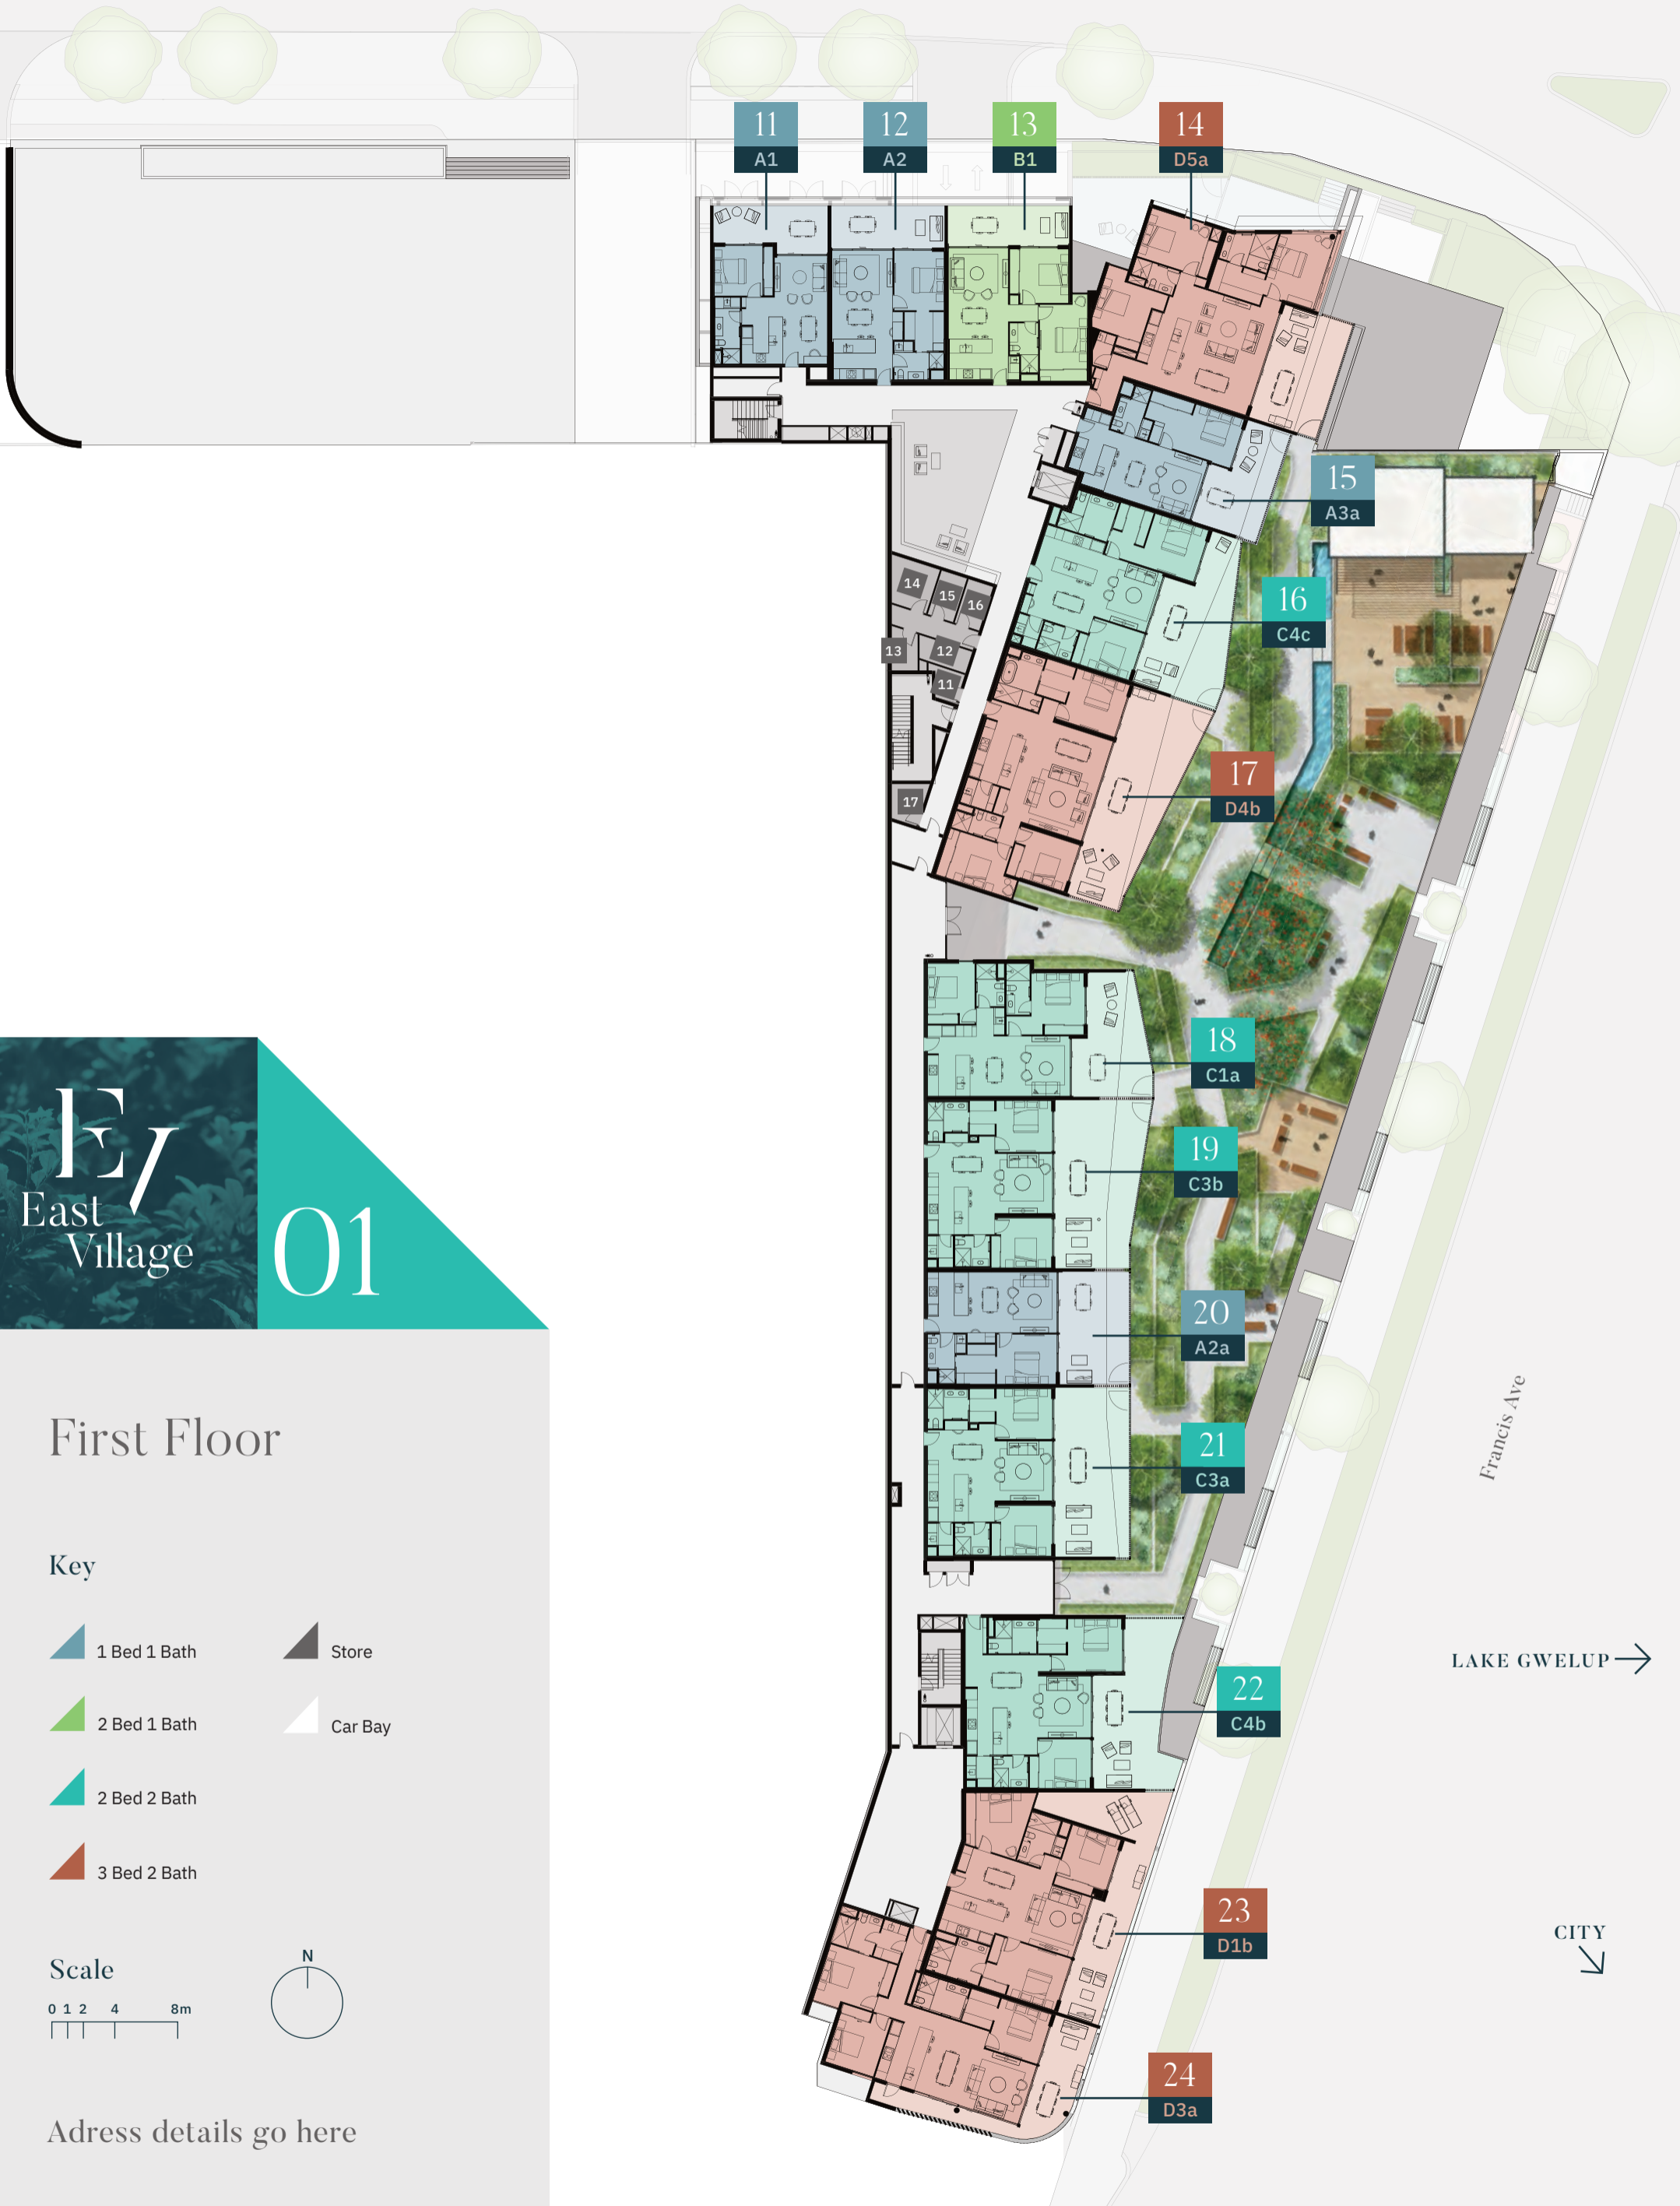 11
A1
12
A2
13
B1
14
D5a
15
A3a
16
C4c
14
15
16
13
12
11
17
17
D4b
18
C1a
19
C3b
20
A2a
21
C3a
22
C4b
23
D1b
24
D3a
Francis Ave
LAKE GWELUP
CITY
EV
East
Village
01
First Floor
Key
1 Bed 1 Bath
Store
2 Bed 1 Bath
Car Bay
2 Bed 2 Bath
3 Bed 2 Bath
Scale
N
0 1 2 4 8m
Adress details go here